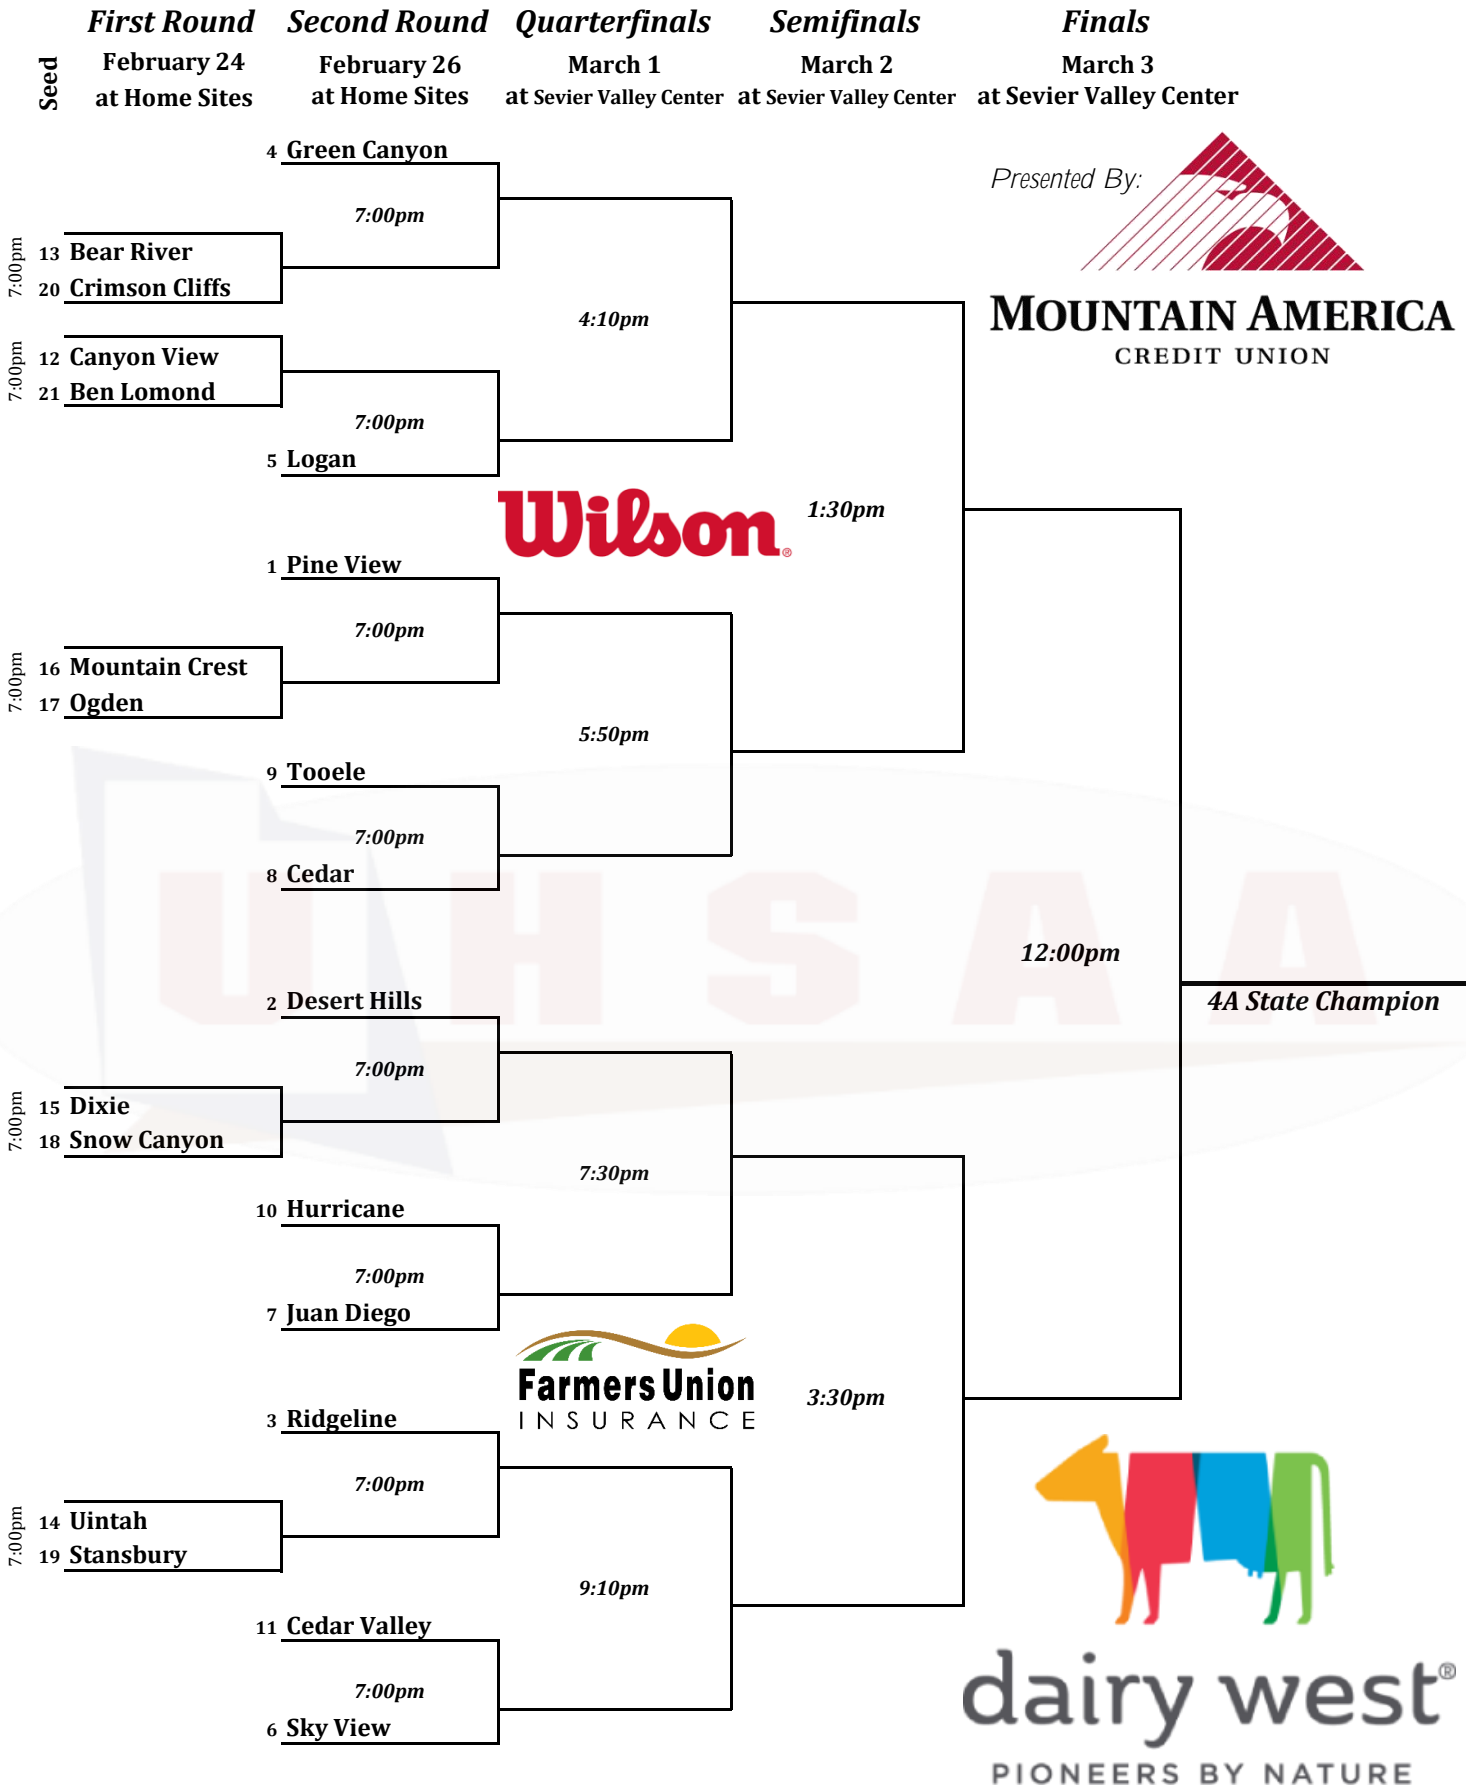 First Round Second Round Quarterfinals Semifinals Finals
Seed
February 24 February 26 March 1 March 2 March 3
at Home Sites at Home Sites at Sevier Valley Center at Sevier Valley Center at Sevier Valley Center
4 Green Canyon
Presented By:
7:00pm
7:00pm
13 Bear River
20 Crimson Cliffs
MOUNTAIN AMERICA
CREDIT UNION
4:10pm
7:00pm
12 Canyon View
21 Ben Lomond
7:00pm
5 Logan
Wilson®
1:30pm
1 Pine View
7:00pm
7:00pm
16 Mountain Crest
17 Ogden
5:50pm
9 Tooele
7:00pm
8 Cedar
UHSAA
12:00pm
4A State Champion
2 Desert Hills
7:00pm
7:00pm
15 Dixie
18 Snow Canyon
7:30pm
10 Hurricane
7:00pm
7 Juan Diego
Farmers Union
INSURANCE
3:30pm
3 Ridgeline
7:00pm
7:00pm
14 Uintah
19 Stansbury
9:10pm
11 Cedar Valley
7:00pm
6 Sky View
dairy west®
PIONEERS BY NATURE